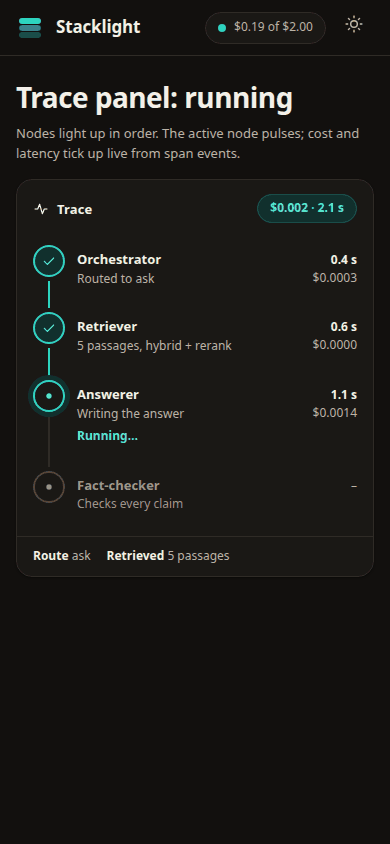 Stacklight
$0.19 of $2.00
Trace panel: running
Nodes light up in order. The active node pulses; cost and
latency tick up live from span events.
Trace
$0.002 · 2.1 s
Orchestrator
0.4 s
Routed to ask
$0.0003
Retriever
0.6 s
5 passages, hybrid + rerank
$0.0000
Answerer
1.1 s
Writing the answer
$0.0014
Running...
Fact-checker
–
Checks every claim
Route ask Retrieved 5 passages